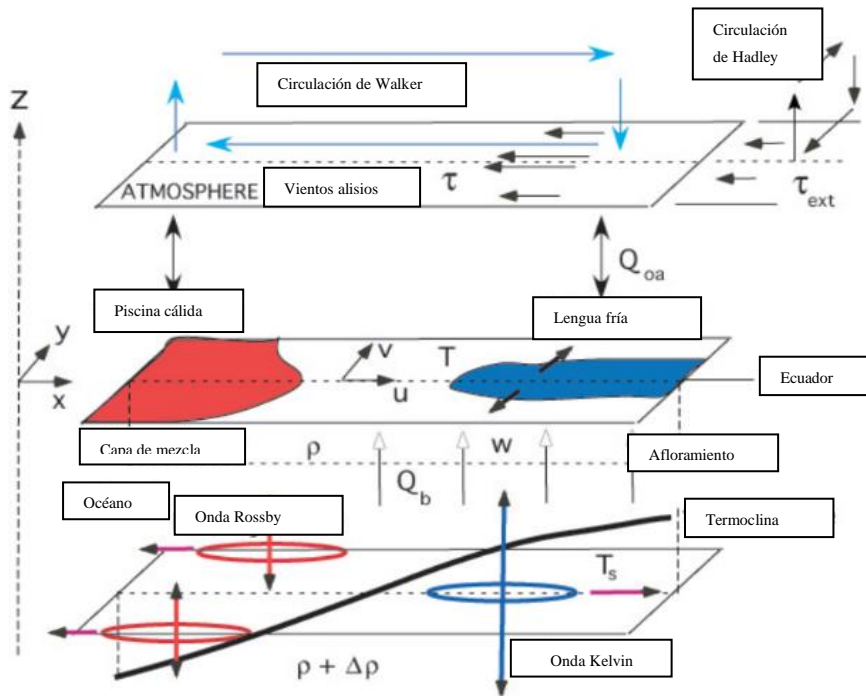 Circulación
de Hadley
Circulación de Walker
Z
ATMOSPHERE
Vientos alisios
τ
τext
Qoa
Piscina cálida
Lengua fría
y
x
v
u
T
Ecuador
Capa de mezcla
ρ
w
Afloramiento
Qb
Océano
Onda Rossby
Termoclina
Ts
ρ + Δρ
Onda Kelvin